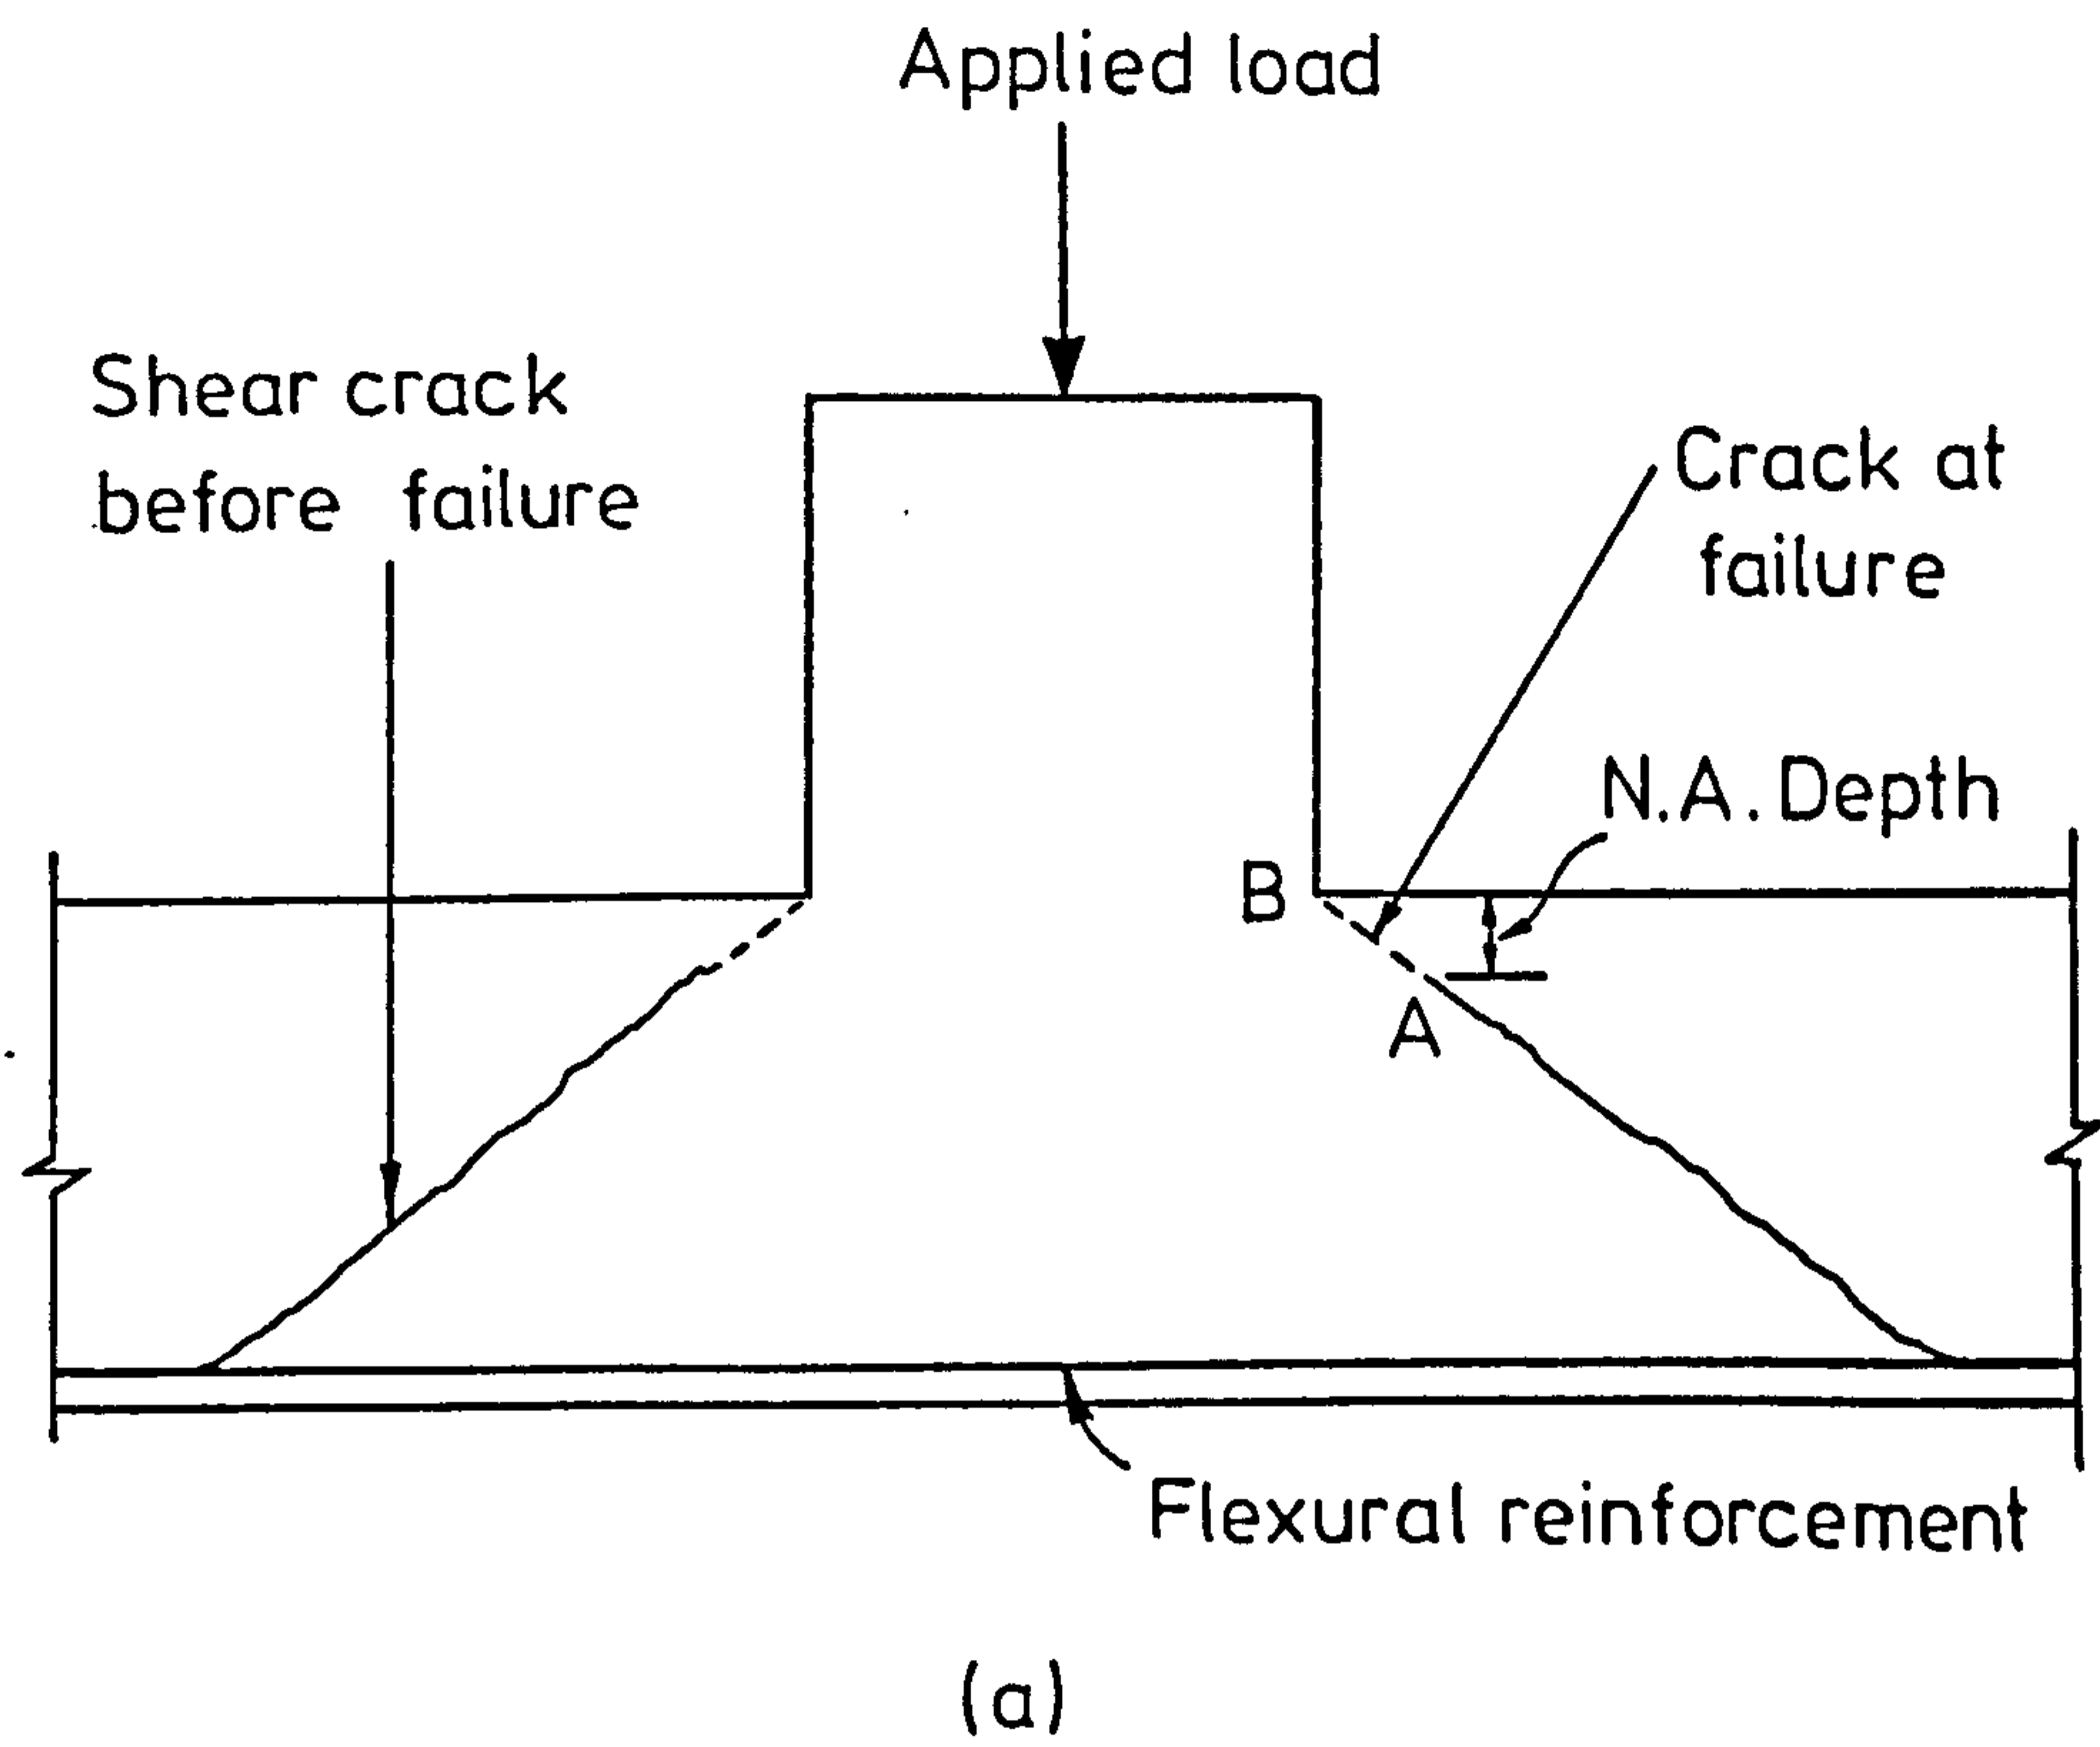 Applied load
Shear crack
before failure
Crack at
failure
N.A. Depth
B
A
Flexural reinforcement
(a)